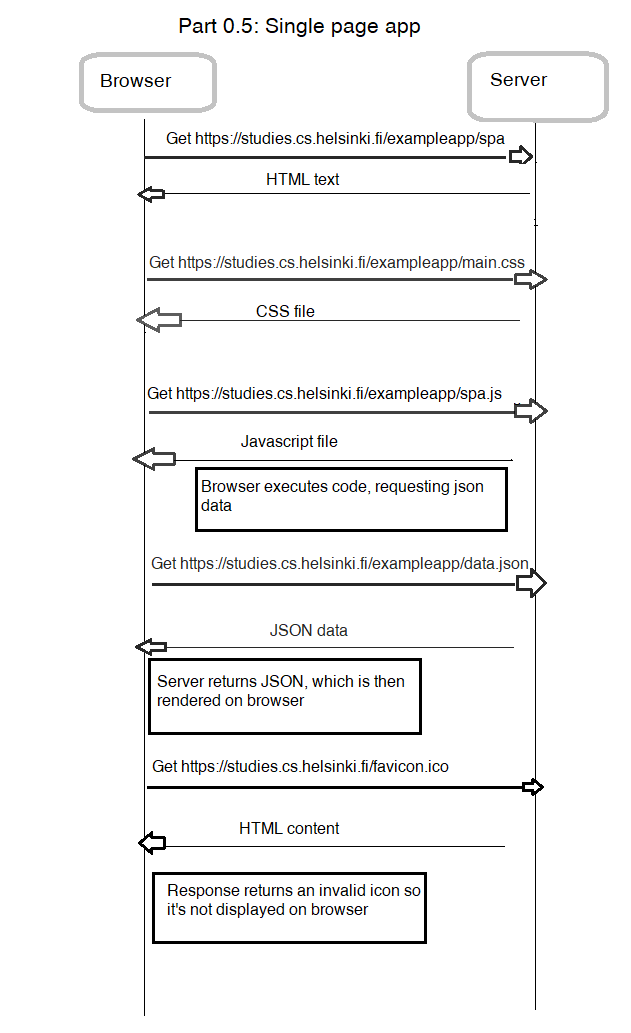 Part 0.5: Single page app
Browser
Server
Get https://studies.cs.helsinki.fi/exampleapp/spa
HTML text
Get https://studies.cs.helsinki.fi/exampleapp/main.css
CSS file
Get https://studies.cs.helsinki.fi/exampleapp/spa.js
Javascript file
Browser executes code, requesting json
data
Get https://studies.cs.helsinki.fi/exampleapp/data.json
JSON data
Server returns JSON, which is then
rendered on browser
Get https://studies.cs.helsinki.fi/favicon.ico
HTML content
Response returns an invalid icon so
it's not displayed on browser